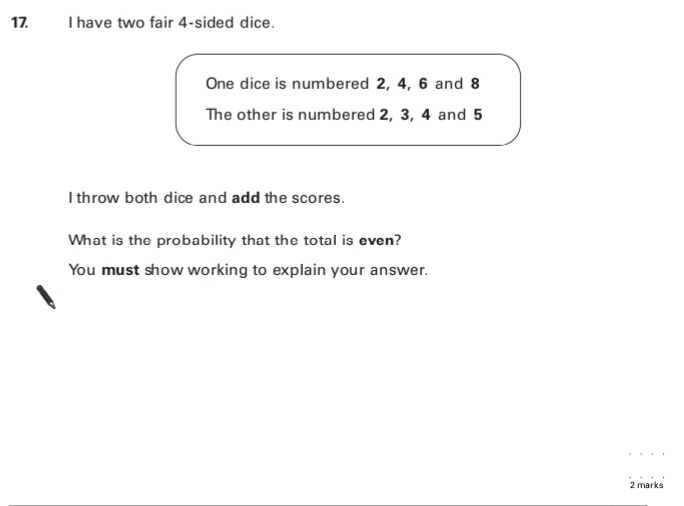 17. I have two fair 4-sided dice.
One dice is numbered 2, 4, 6 and 8
The other is numbered 2, 3, 4 and 5
I throw both dice and add the scores.
What is the probability that the total is even?
You must show working to explain your answer.
2 marks